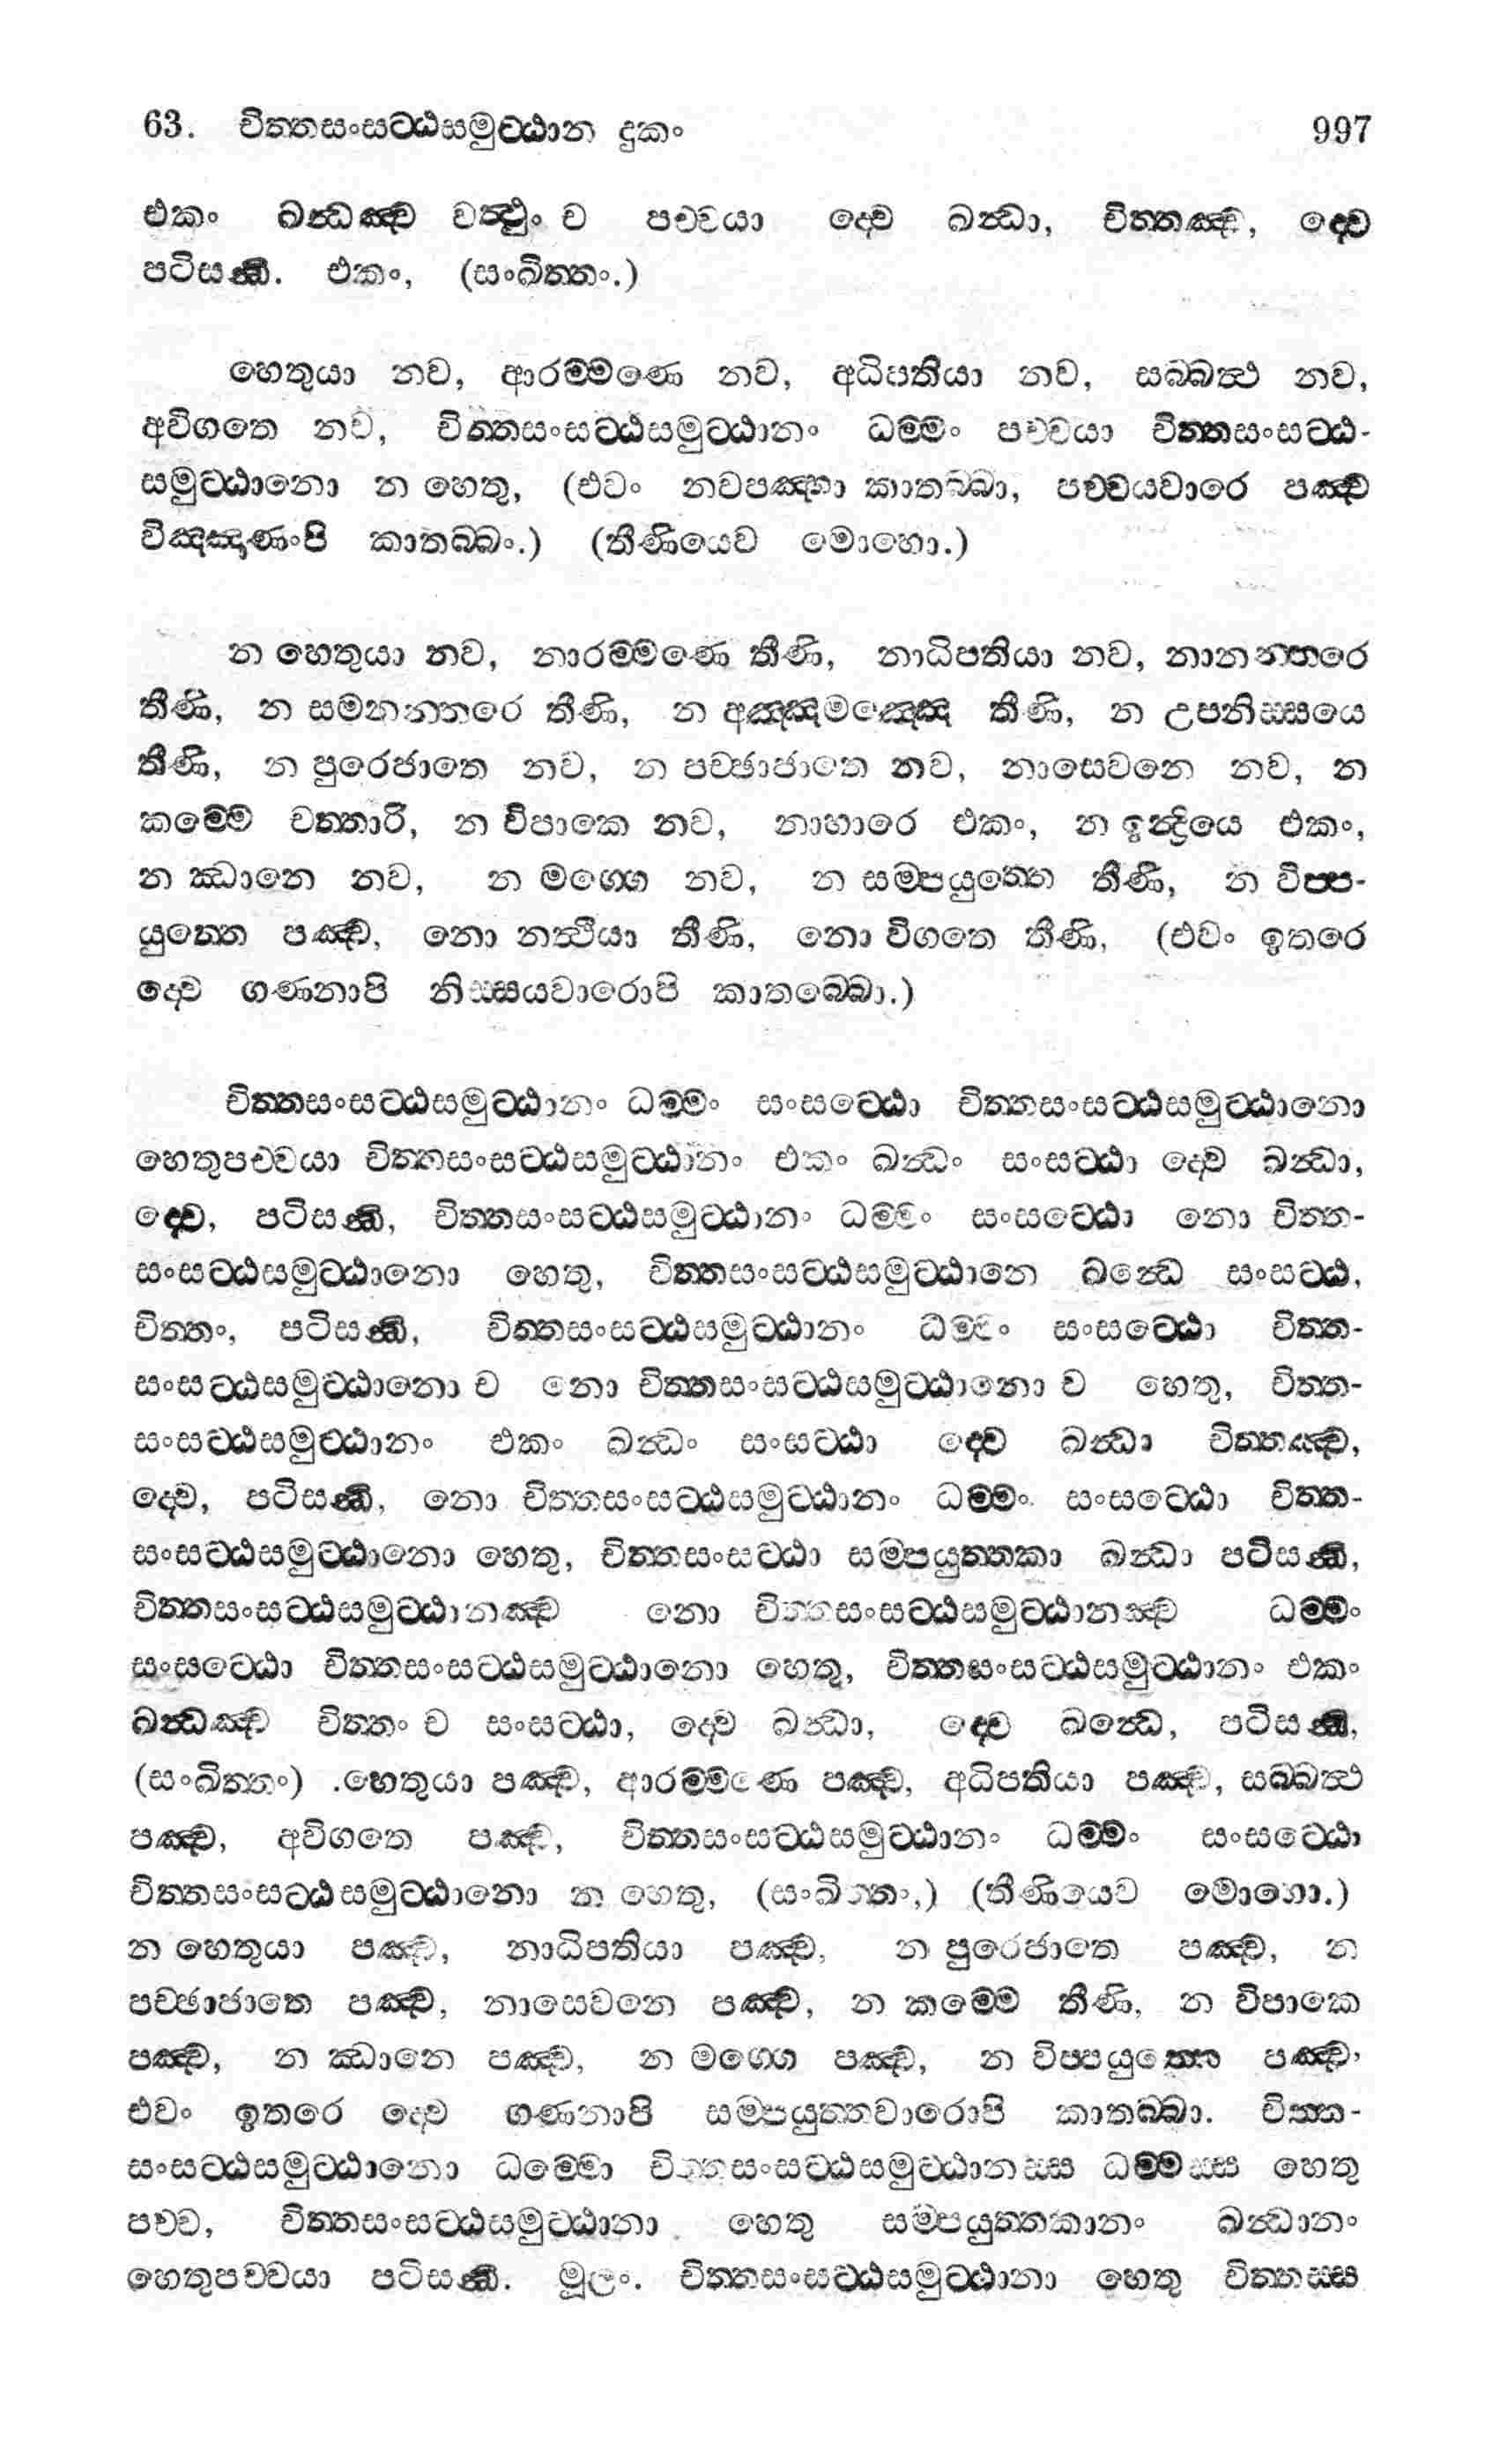 63. චිත්තසංසට්ඨසමුට්ඨාන දුකං 997
එකං ඛන්ධඤ්ච වත්ථුං ච පච්චයා ද්වෙ ඛන්ධා, චිත්තඤ්ච, ද්වෙ
පටිසන්ධි. එකං, (සංඛිත්තං.)
හෙතුයා නව, ආරම්මණෙ නව, අධිපතියා නව, සබ්බත්ථ නව,
අවිගතෙ නව, චිත්තසංසට්ඨසමුට්ඨානං ධම්මං පච්චයා චිත්තසංසට්ඨ-
සමුට්ඨානො න හෙතු, (එවං නවපඤ්හා කාතබ්බා, පච්චයවාරෙ පඤ්ච
විඤ්ඤාණංපි කාතබ්බං.) (තීණියෙව මොහො.)
න හෙතුයා නව, නාරම්මණෙ තීණි, නාධිපතියා නව, නානන්තරෙ
තීණි, න සමනන්තරෙ තීණි, න අඤ්ඤමඤ්ඤෙ තීණි, න උපනිස්සයෙ
තීණි, න පුරෙජාතෙ නව, න පච්ඡාජාතෙ නව, නාසෙවනෙ නව, න
කම්මෙ චත්තාරි, න විපාකෙ නව, නාහාරෙ එකං, න ඉන්ද්‍රියෙ එකං,
න ඣානෙ නව, න මග්ගෙ නව, න සම්පයුත්තෙ තීණි, න විප්ප-
යුත්තෙ පඤ්ච, නො නත්ථියා තීණි, නො විගතෙ තීණි, (එවං ඉතරෙ
ද්වෙ ගණනාපි නිස්සයවාරොපි කාතබ්බො.)
චිත්තසංසට්ඨසමුට්ඨානං ධම්මං සංසට්ඨො චිත්තසංසට්ඨසමුට්ඨානො
හෙතුපච්චයා චිත්තසංසට්ඨසමුට්ඨානං එකං ඛන්ධං සංසට්ඨා ද්වෙ ඛන්ධා,
ද්වෙ, පටිසන්ධි, චිත්තසංසට්ඨසමුට්ඨානං ධම්මං සංසට්ඨො නො චිත්ත-
සංසට්ඨසමුට්ඨානො හෙතු, චිත්තසංසට්ඨසමුට්ඨානෙ ඛන්ධෙ සංසට්ඨ,
චිත්තං, පටිසන්ධි, චිත්තසංසට්ඨසමුට්ඨානං ධම්මං සංසට්ඨො චිත්ත-
සංසට්ඨසමුට්ඨානො ච නො චිත්තසංසට්ඨසමුට්ඨානො ච හෙතු, චිත්ත-
සංසට්ඨසමුට්ඨානං එකං ඛන්ධං සංසට්ඨා ද්වෙ ඛන්ධා චිත්තඤ්ච,
ද්වෙ, පටිසන්ධි, නො චිත්තසංසට්ඨසමුට්ඨානං ධම්මං සංසට්ඨො චිත්ත-
සංසට්ඨසමුට්ඨානො හෙතු, චිත්තසංසට්ඨා සම්පයුත්තකා ඛන්ධා පටිසන්ධි,
චිත්තසංසට්ඨසමුට්ඨානඤ්ච නො චිත්තසංසට්ඨසමුට්ඨානඤ්ච ධම්මං
සංසට්ඨො චිත්තසංසට්ඨසමුට්ඨානො හෙතු, චිත්තසංසට්ඨසමුට්ඨානං එකං
ඛන්ධඤ්ච චිත්තං ච සංසට්ඨා, ද්වෙ ඛන්ධා, ද්වෙ ඛන්ධෙ, පටිසන්ධි,
(සංඛිත්තං) .හෙතුයා පඤ්ච, ආරම්මණෙ පඤ්ච, අධිපතියා පඤ්ච, සබ්බත්ථ
පඤ්ච, අවිගතෙ පඤ්ච, චිත්තසංසට්ඨසමුට්ඨානං ධම්මං සංසට්ඨො
චිත්තසංසට්ඨසමුට්ඨානො න හෙතු, (සංඛිත්තං,) (තීණියෙව මොහො.)
න හෙතුයා පඤ්ච, නාධිපතියා පඤ්ච, න පුරෙජාතෙ පඤ්ච, න
පච්ඡාජාතෙ පඤ්ච, නාසෙවනෙ පඤ්ච, න කම්මෙ තීණි, න විපාකෙ
පඤ්ච, න ඣානෙ පඤ්ච, න මග්ගෙ පඤ්ච, න විප්පයුත්තෙ පඤ්ච,
එවං ඉතරෙ ද්වෙ ගණනාපි සම්පයුත්තවාරොපි කාතබ්බා. චිත්ත-
සංසට්ඨසමුට්ඨානො ධම්මො චිත්තසංසට්ඨසමුට්ඨානස්ස ධම්මස්ස හෙතු
පච්ච, චිත්තසංසට්ඨසමුට්ඨානා හෙතු සම්පයුත්තකානං ඛන්ධානං
හෙතුපච්චයා පටිසන්ධි. මූලං. චිත්තසංසට්ඨසමුට්ඨානා හෙතු චිත්තස්ස